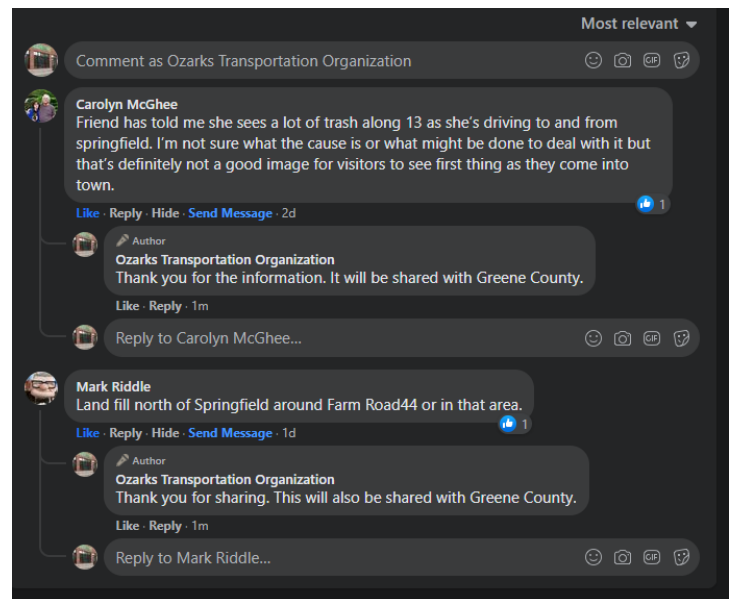 Most relevant
Comment as Ozarks Transportation Organization
GIF
Carolyn McGhee
Friend has told me she sees a lot of trash along 13 as she's driving to and from
springfield. I'm not sure what the cause is or what might be done to deal with it but
that's definitely not a good image for visitors to see first thing as they come into
town.
1
Like · Reply · Hide · Send Message · 2d
Author
Ozarks Transportation Organization
Thank you for the information. It will be shared with Greene County.
Like · Reply · 1m
Reply to Carolyn McGhee...
GIF
Mark Riddle
Land fill north of Springfield around Farm Road44 or in that area.
1
Like · Reply · Hide · Send Message · 1d
Author
Ozarks Transportation Organization
Thank you for sharing. This will also be shared with Greene County.
Like · Reply · 1m
Reply to Mark Riddle...
GIF